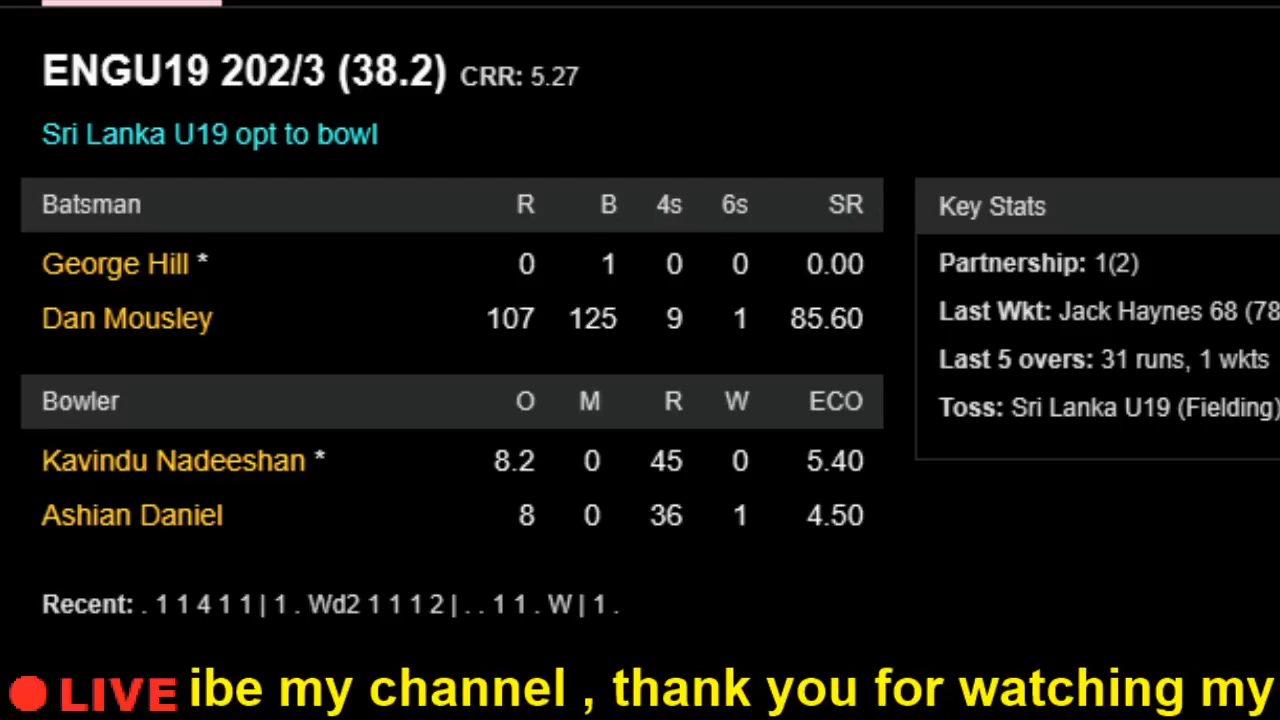 ENGU19 202/3 (38.2) CRR: 5.27
Sri Lanka U19 opt to bowl
Batsman R B 4s 6s SR
George Hill * 0 1 0 0 0.00
Dan Mousley 107 125 9 1 85.60
Bowler O M R W ECO
Kavindu Nadeeshan * 8.2 0 45 0 5.40
Ashian Daniel 8 0 36 1 4.50
Recent: . 1 1 4 1 1 | 1 . Wd2 1 1 1 2 | . . 1 1 . W | 1 .
Key Stats
Partnership: 1(2)
Last Wkt: Jack Haynes 68 (78
Last 5 overs: 31 runs, 1 wkts
Toss: Sri Lanka U19 (Fielding)
LIVE ibe my channel , thank you for watching my